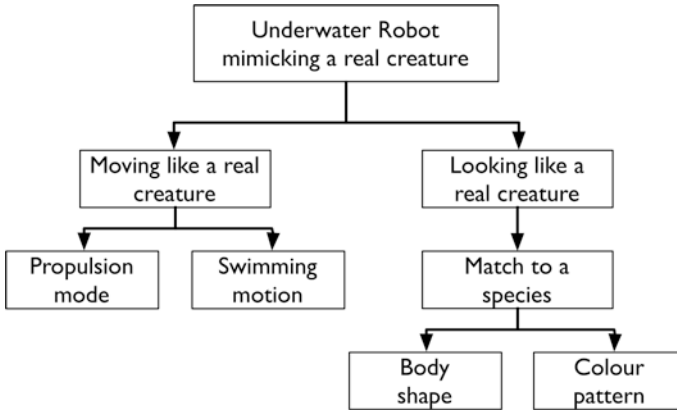 Underwater Robot
mimicking a real creature
Moving like a real
creature
Looking like a
real creature
Propulsion
mode
Swimming
motion
Match to a
species
Body
shape
Colour
pattern